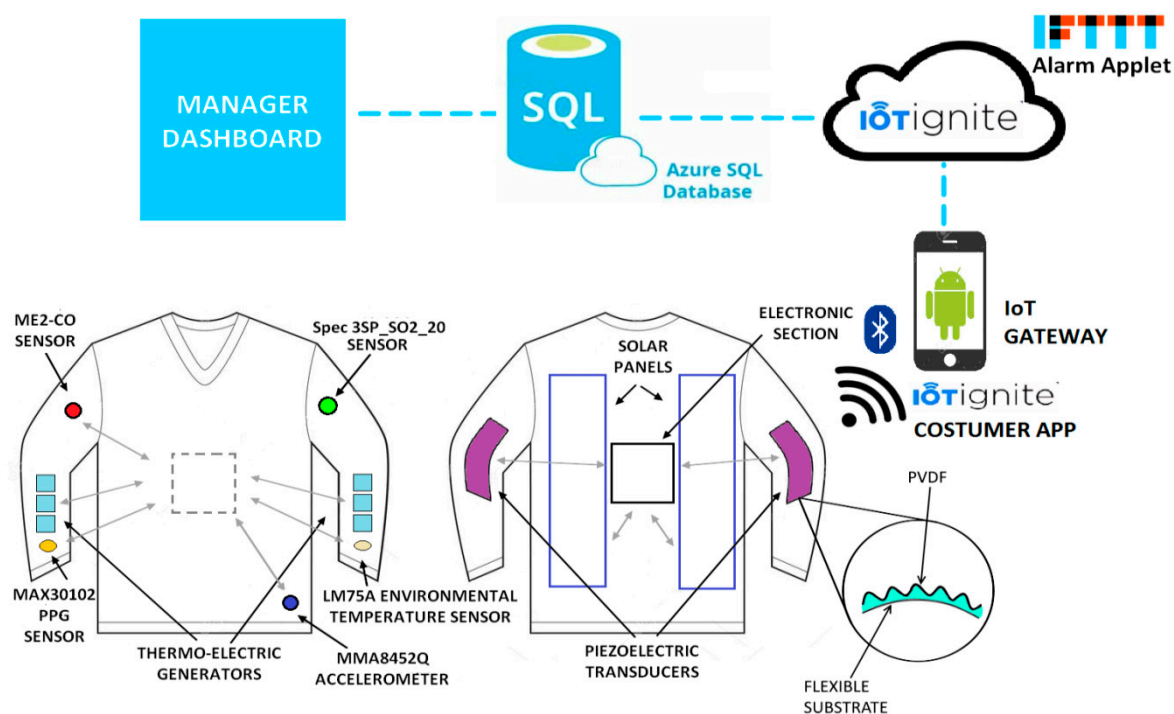 IFTTT
Alarm Applet
MANAGER
DASHBOARD
SQL
Azure SQL
Database
IOTignite
ME2-CO
SENSOR
Spec 3SP_SO2_20
SENSOR
ELECTRONIC
SECTION
SOLAR
PANELS
IoT
GATEWAY
IOTignite
COSTUMER APP
PVDF
MAX30102
PPG
SENSOR
LM75A ENVIRONMENTAL
TEMPERATURE SENSOR
THERMO-ELECTRIC
GENERATORS
MMA8452Q
ACCELEROMETER
PIEZOELECTRIC
TRANSDUCERS
FLEXIBLE
SUBSTRATE